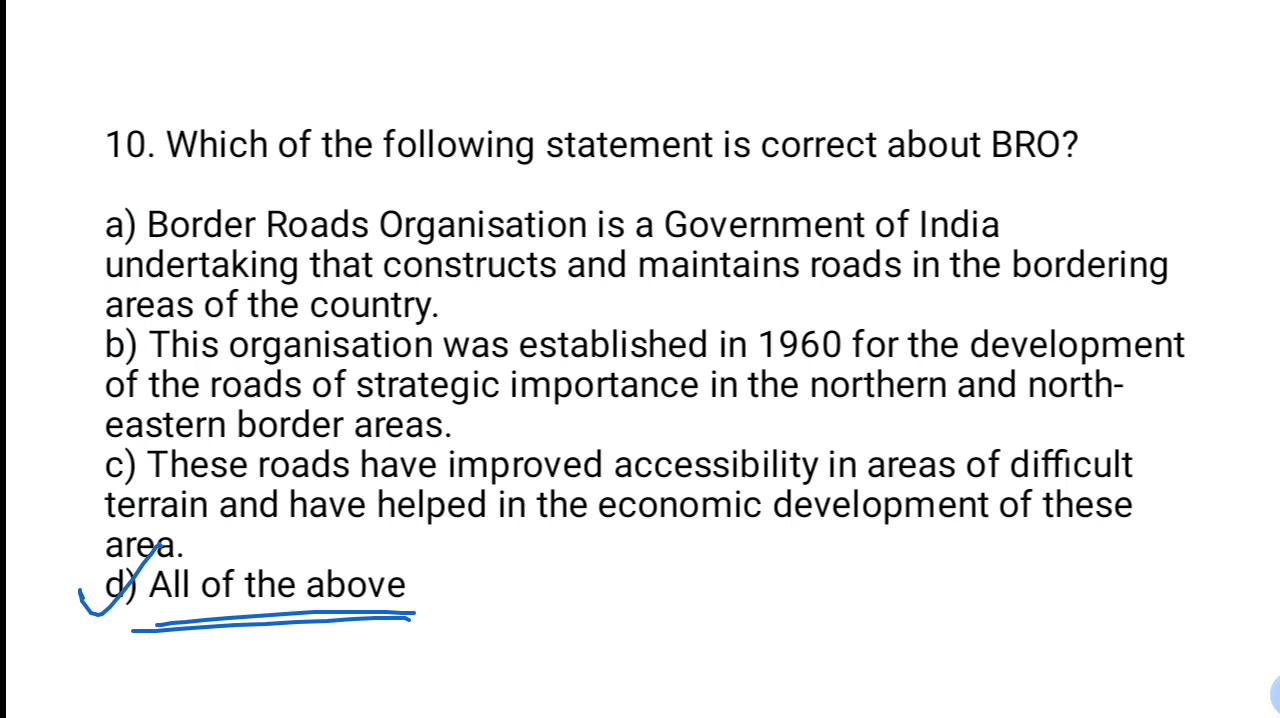 10. Which of the following statement is correct about BRO?
a) Border Roads Organisation is a Government of India
undertaking that constructs and maintains roads in the bordering
areas of the country.
b) This organisation was established in 1960 for the development
of the roads of strategic importance in the northern and north-
eastern border areas.
c) These roads have improved accessibility in areas of difficult
terrain and have helped in the economic development of these
area.
d) All of the above